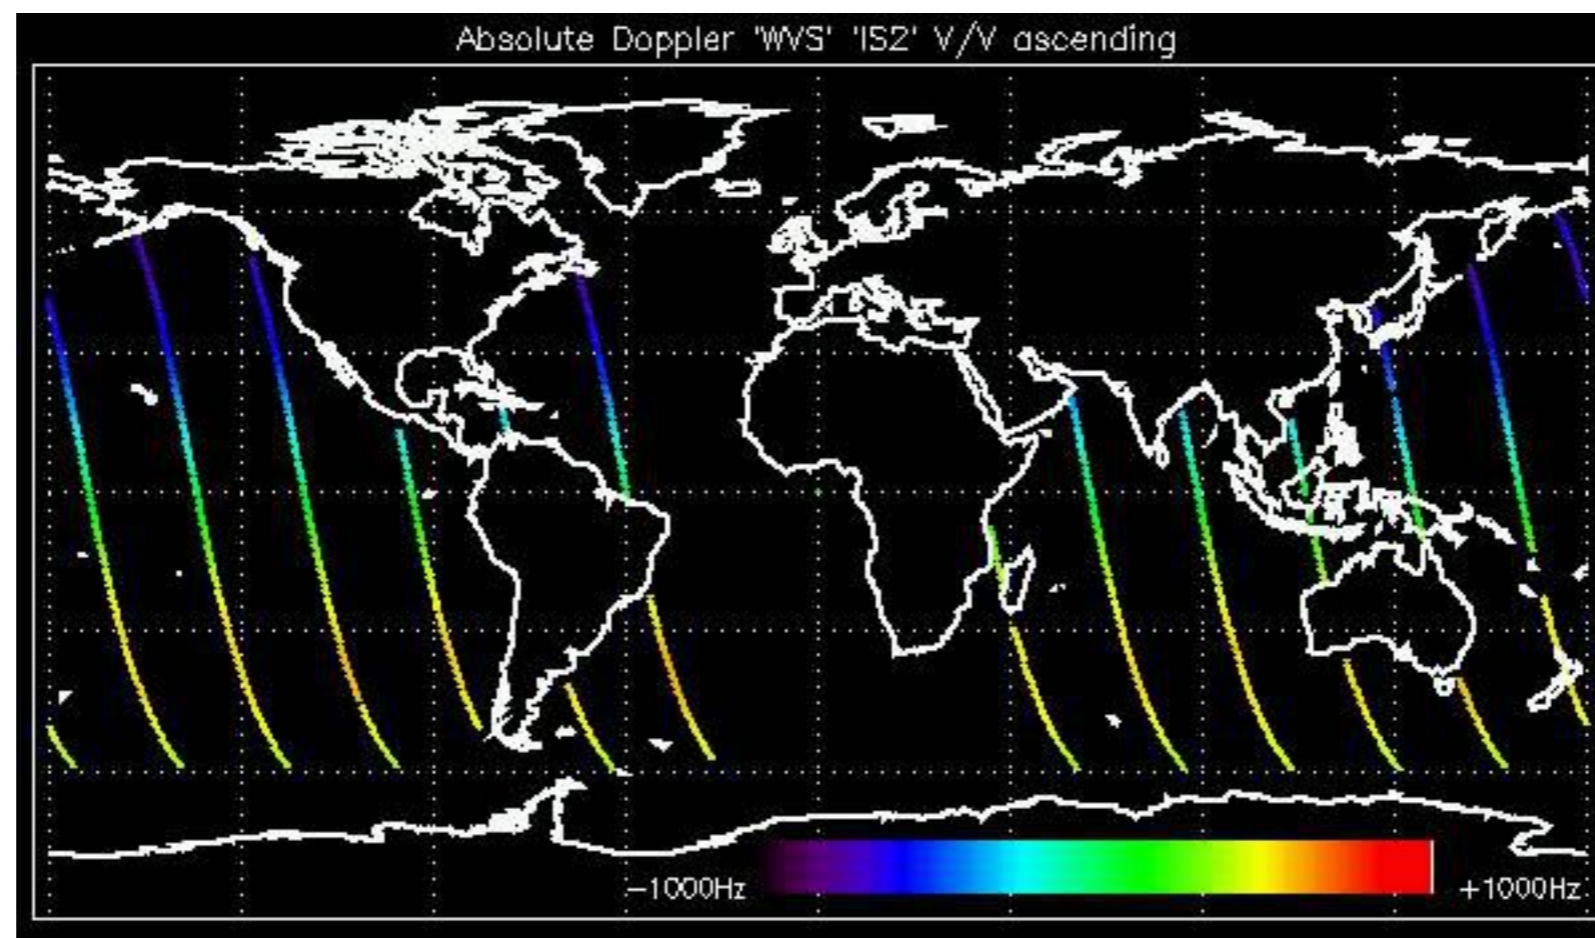 Absolute Doppler 'WVS' 'IS2' V/V ascending
-1000Hz
+1000Hz